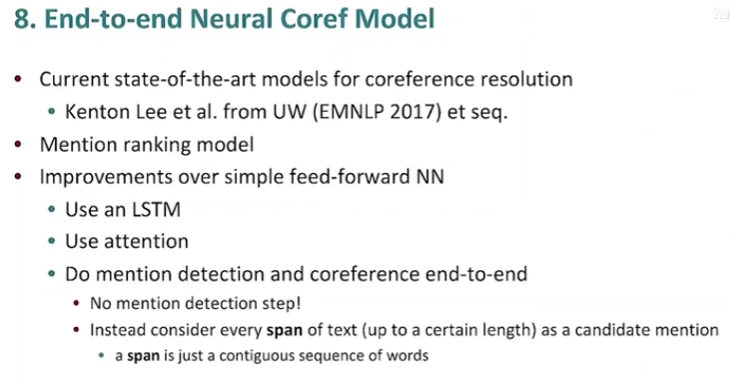 8. End-to-end Neural Coref Model
• Current state-of-the-art models for coreference resolution
• Kenton Lee et al. from UW (EMNLP 2017) et seq.
• Mention ranking model
• Improvements over simple feed-forward NN
• Use an LSTM
• Use attention
• Do mention detection and coreference end-to-end
• No mention detection step!
• Instead consider every span of text (up to a certain length) as a candidate mention
• a span is just a contiguous sequence of words